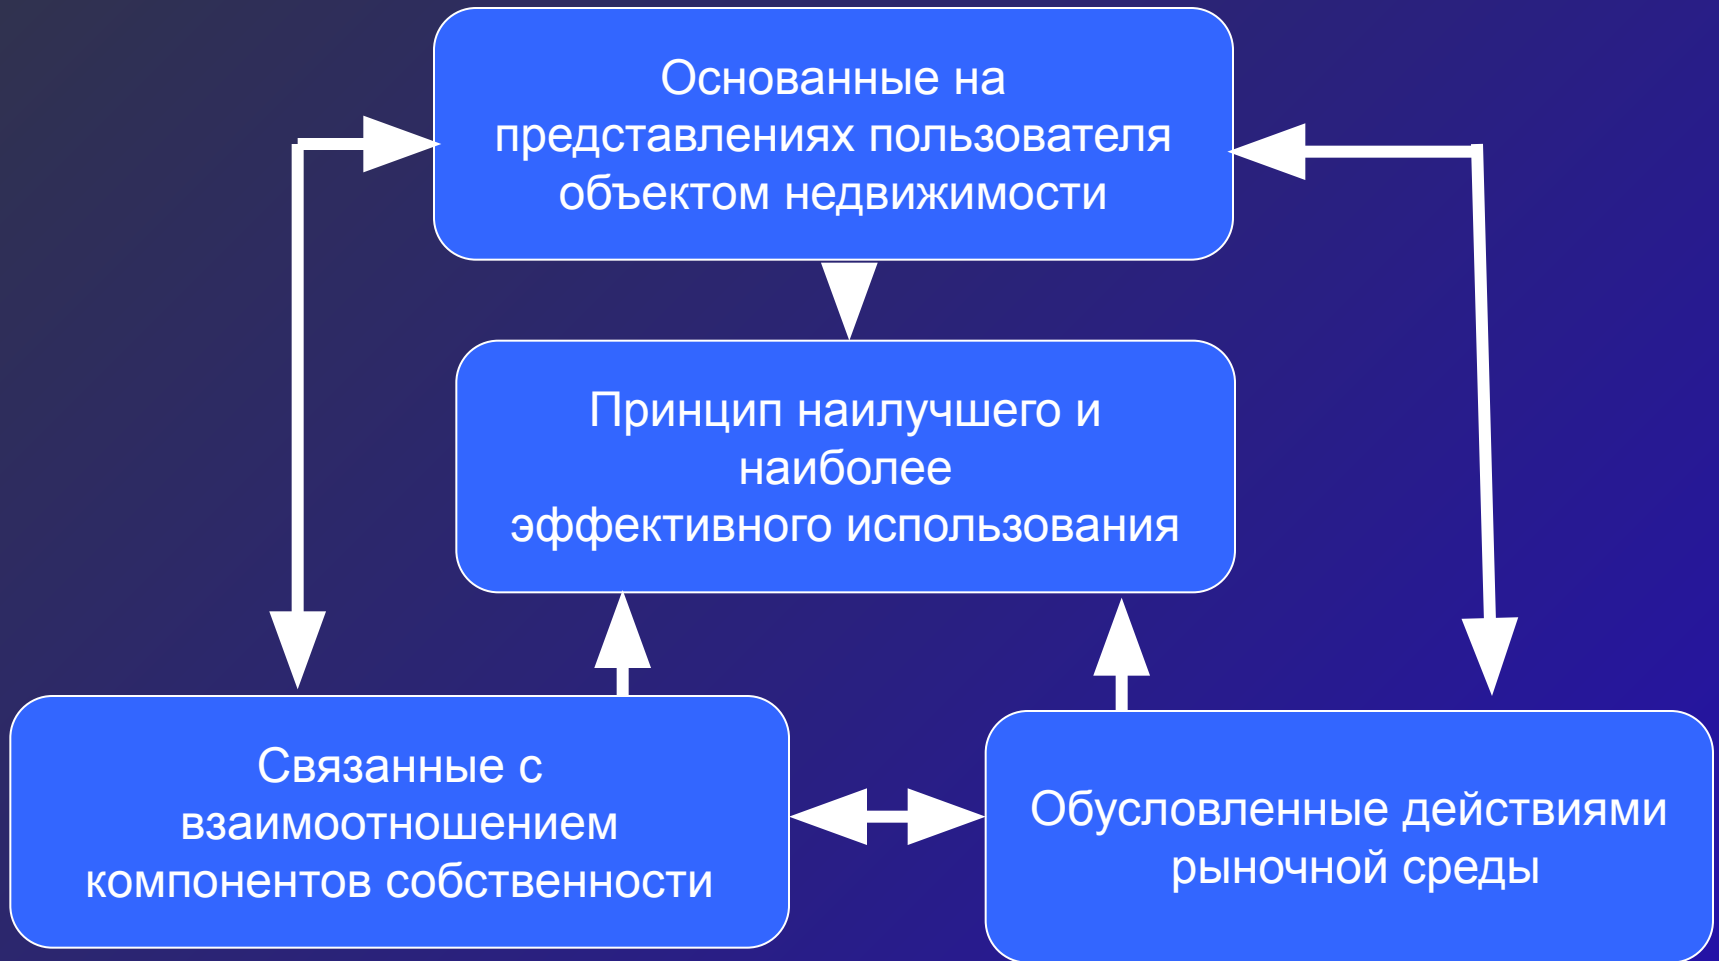 Основанные на
представлениях пользователя
объектом недвижимости
Принцип наилучшего и
наиболее
эффективного использования
Связанные с
взаимоотношением
компонентов собственности
Обусловленные действиями
рыночной среды